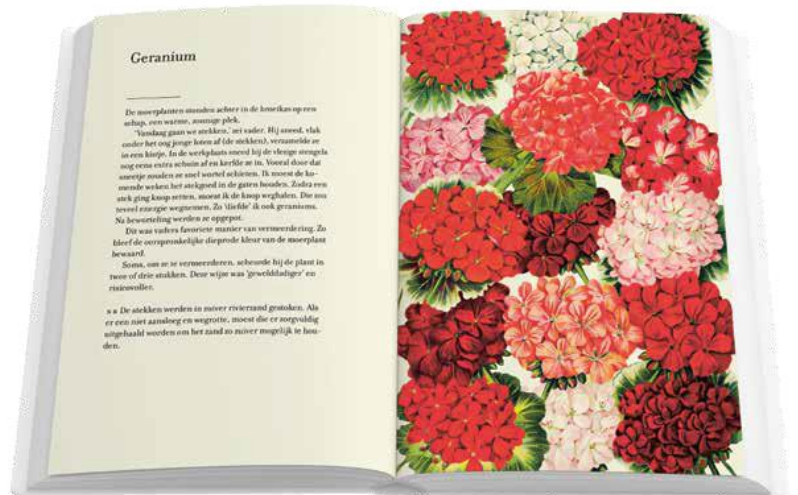 Geranium
De moerplanten stonden achter in de kweekas op een
schap, een warme, zonnige plek.
'Vandaag gaan we stekken,' zei vader. Hij sneed, vlak
onder het oog jonge loten af (de stekken), verzamelde ze
in een kistje. In de werkplaats sneed hij de vlezige stengels
nog eens extra schuin af en kerfde ze in. Vooral door dat
sneetje zouden ze snel wortel schieten. Ik moest de ko-
mende weken het stekgoed in de gaten houden. Zodra een
stek ging knop zetten, moest ik de knop weghalen. Die zou
teveel energie wegnemen. Zo 'diefde' ik ook geraniums.
Na beworteling werden ze opgepot.
Dit was vaders favoriete manier van vermeerdering. Zo
bleef de oorspronkelijke dieprode kleur van de moerplant
bewaard.
Soms, om ze te vermeerderen, scheurde hij de plant in
twee of drie stukken. Deze wijze was 'gewelddadiger' en
risicovoller.
De stekken werden in zuiver rivierzand gestoken. Als
er een niet aansloeg en wegrotte, moest die er zorgvuldig
uitgehaald worden om het zand zo zuiver mogelijk te hou-
den.